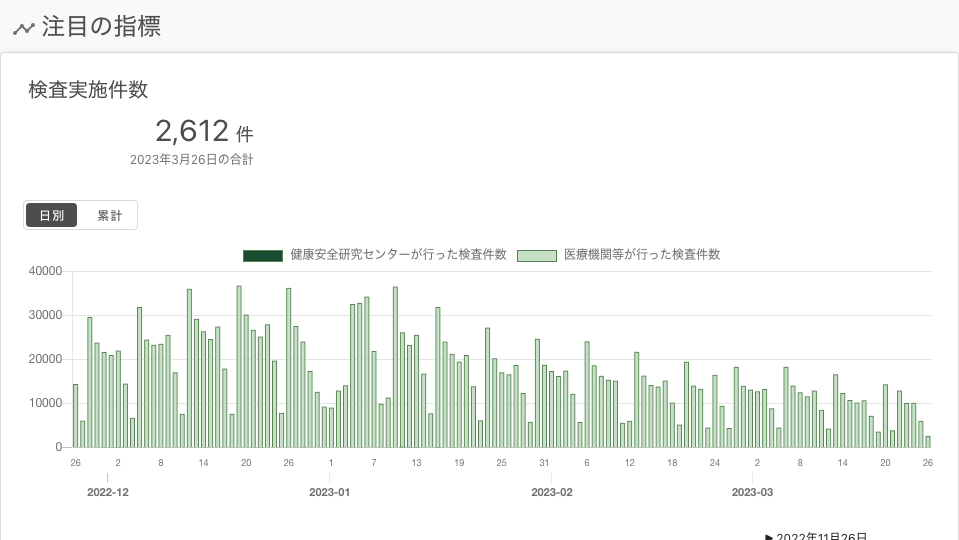 注目の指標
検査実施件数
2,612 件
2023年3月26日の合計
日別 累計
健康安全研究センターが行った検査件数 医療機関等が行った検査件数
40000
30000
20000
10000
0
26 2 8 14 20 26 1 7 13 19 25 31 6 12 18 24 2 8 14 20 26
2022-12 2023-01 2023-02 2023-03
▶ 2022年11月26日